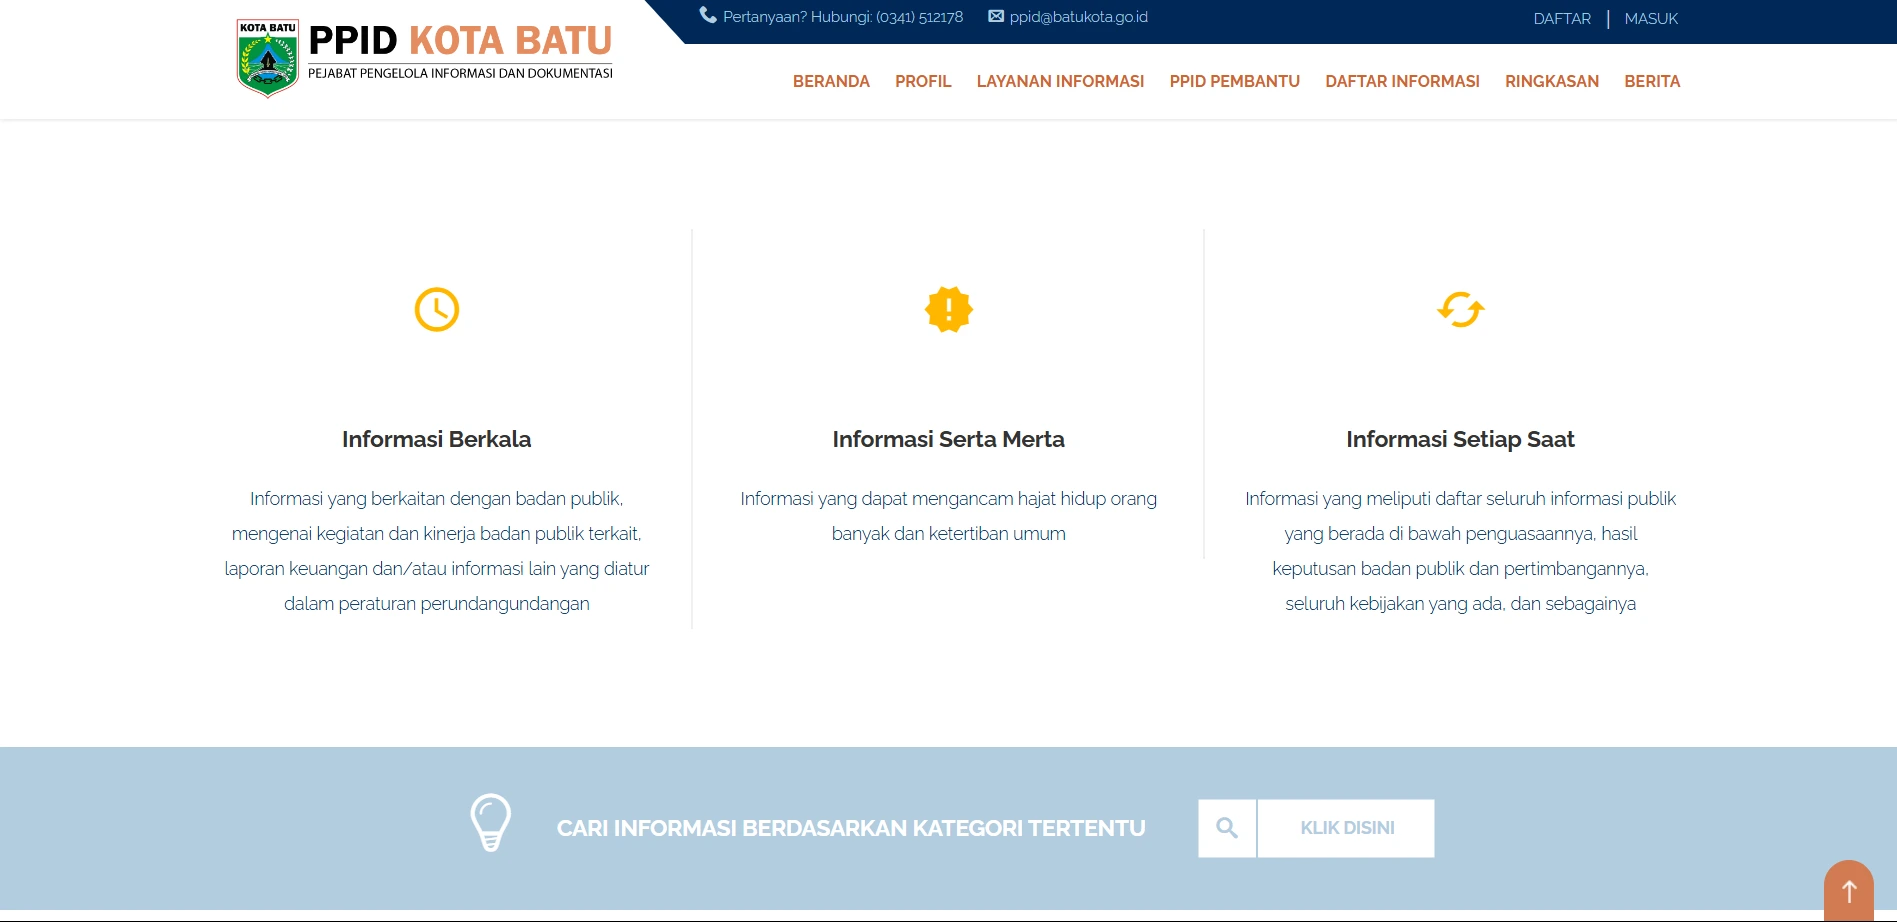 KOTA BATU
PPID KOTA BATU
PEJABAT PENGELOLA INFORMASI DAN DOKUMENTASI
Pertanyaan? Hubungi: (0341) 512178
ppid@batukota.go.id
DAFTAR | MASUK
BERANDA PROFIL LAYANAN INFORMASI PPID PEMBANTU DAFTAR INFORMASI RINGKASAN BERITA
Informasi Berkala
Informasi yang berkaitan dengan badan publik,
mengenai kegiatan dan kinerja badan publik terkait,
laporan keuangan dan/atau informasi lain yang diatur
dalam peraturan perundangundangan
Informasi Serta Merta
Informasi yang dapat mengancam hajat hidup orang
banyak dan ketertiban umum
Informasi Setiap Saat
Informasi yang meliputi daftar seluruh informasi publik
yang berada di bawah penguasaannya, hasil
keputusan badan publik dan pertimbangannya,
seluruh kebijakan yang ada, dan sebagainya
CARI INFORMASI BERDASARKAN KATEGORI TERTENTU
KLIK DISINI